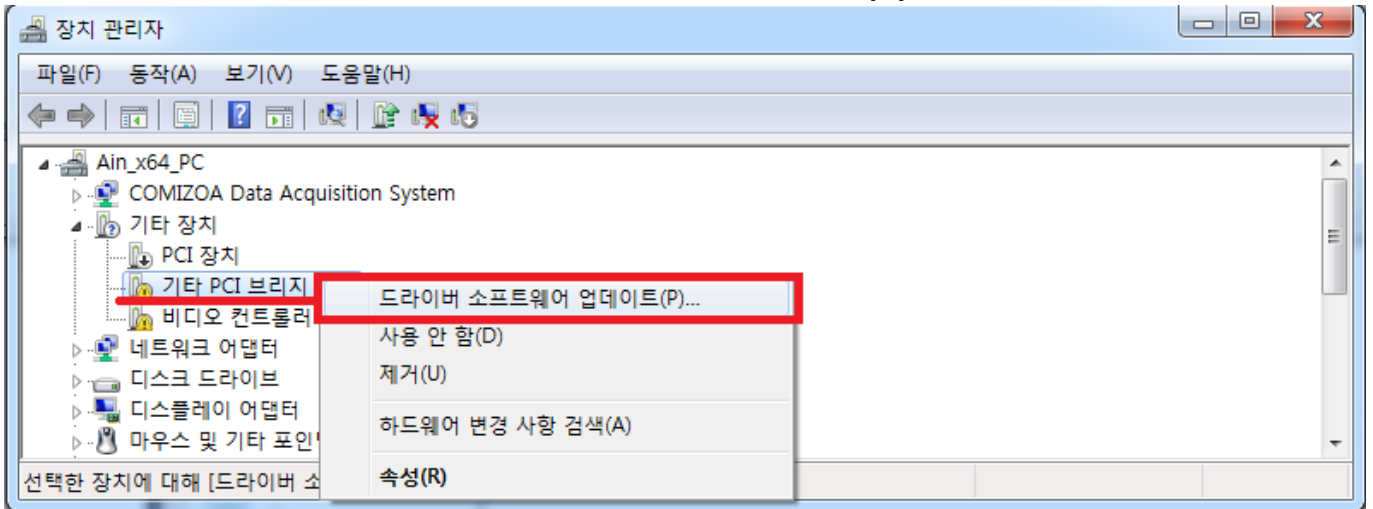 장치 관리자
파일(F) 동작(A) 보기(V) 도움말(H)
Ain_x64_PC
COMIZOA Data Acquisition System
기타 장치
PCI 장치
기타 PCI 브리지
비디오 컨트롤러
네트워크 어댑터
디스크 드라이브
디스플레이 어댑터
마우스 및 기타 포인
선택한 장치에 대해 [드라이버 소
드라이버 소프트웨어 업데이트(P)...
사용 안 함(D)
제거(U)
하드웨어 변경 사항 검색(A)
속성(R)